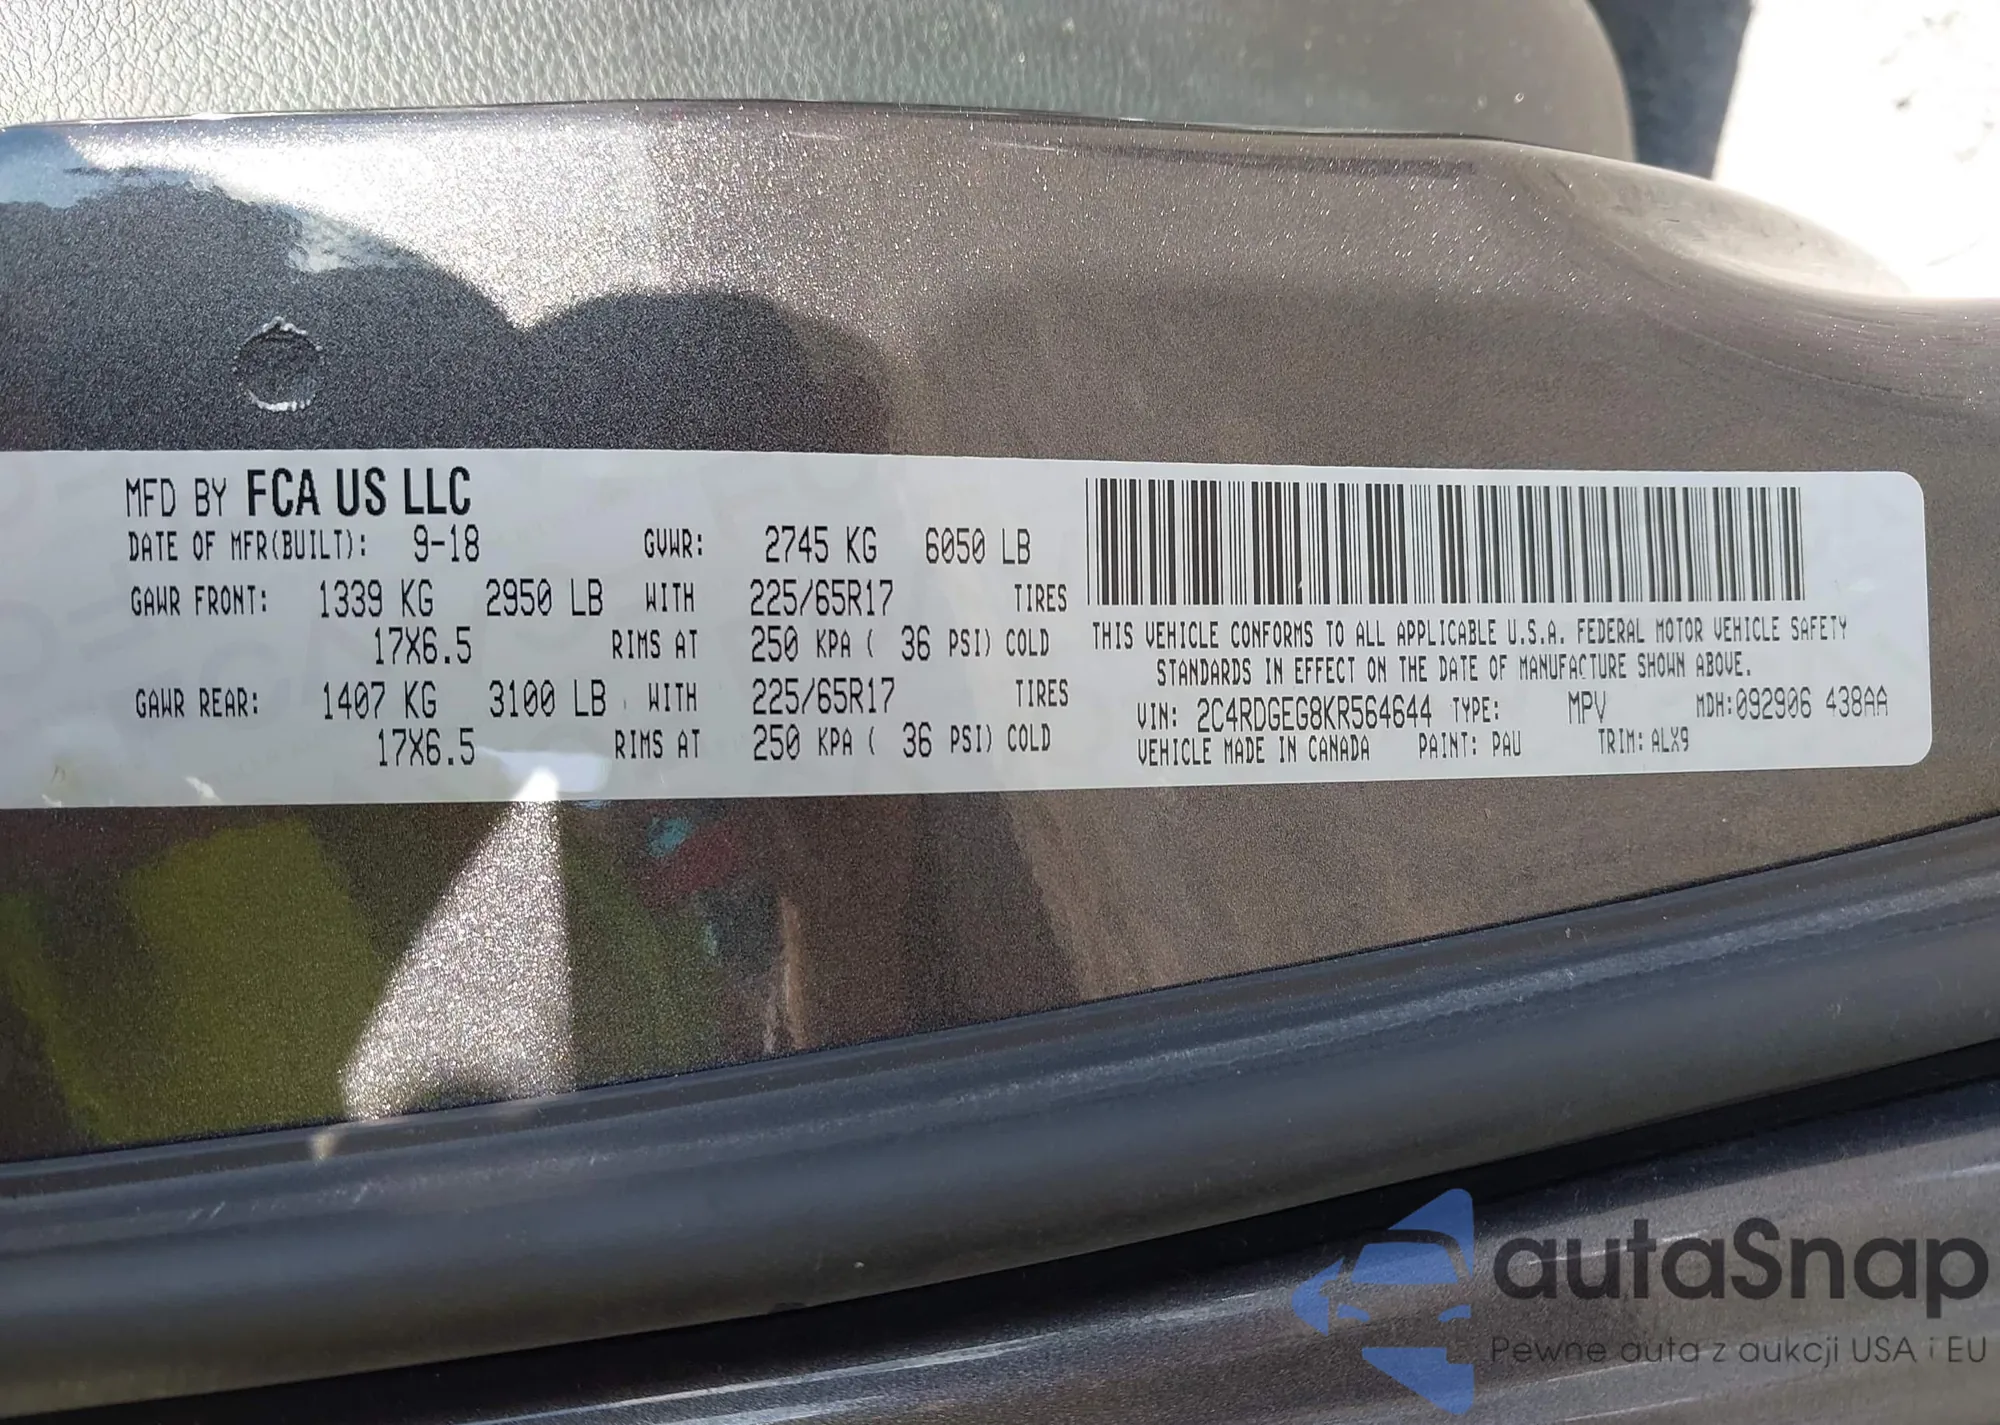 MFD BY FCA US LLC
DATE OF MFR(BUILT): 9-18 GVWR: 2745 KG 6050 LB
GAWR FRONT: 1339 KG 2950 LB WITH 225/65R17 TIRES
17X6.5 RIMS AT 250 KPA ( 36 PSI) COLD
GAWR REAR: 1407 KG 3100 LB WITH 225/65R17 TIRES
17X6.5 RIMS AT 250 KPA ( 36 PSI) COLD
THIS VEHICLE CONFORMS TO ALL APPLICABLE U.S.A. FEDERAL MOTOR VEHICLE SAFETY
STANDARDS IN EFFECT ON THE DATE OF MANUFACTURE SHOWN ABOVE.
VIN: 2C4RDGEG8KR564644 TYPE: MPV MDH:092906 438AA
VEHICLE MADE IN CANADA PAINT: PAU TRIM: ALX9
autaSnap
Pewne auta z aukcji USA i EU